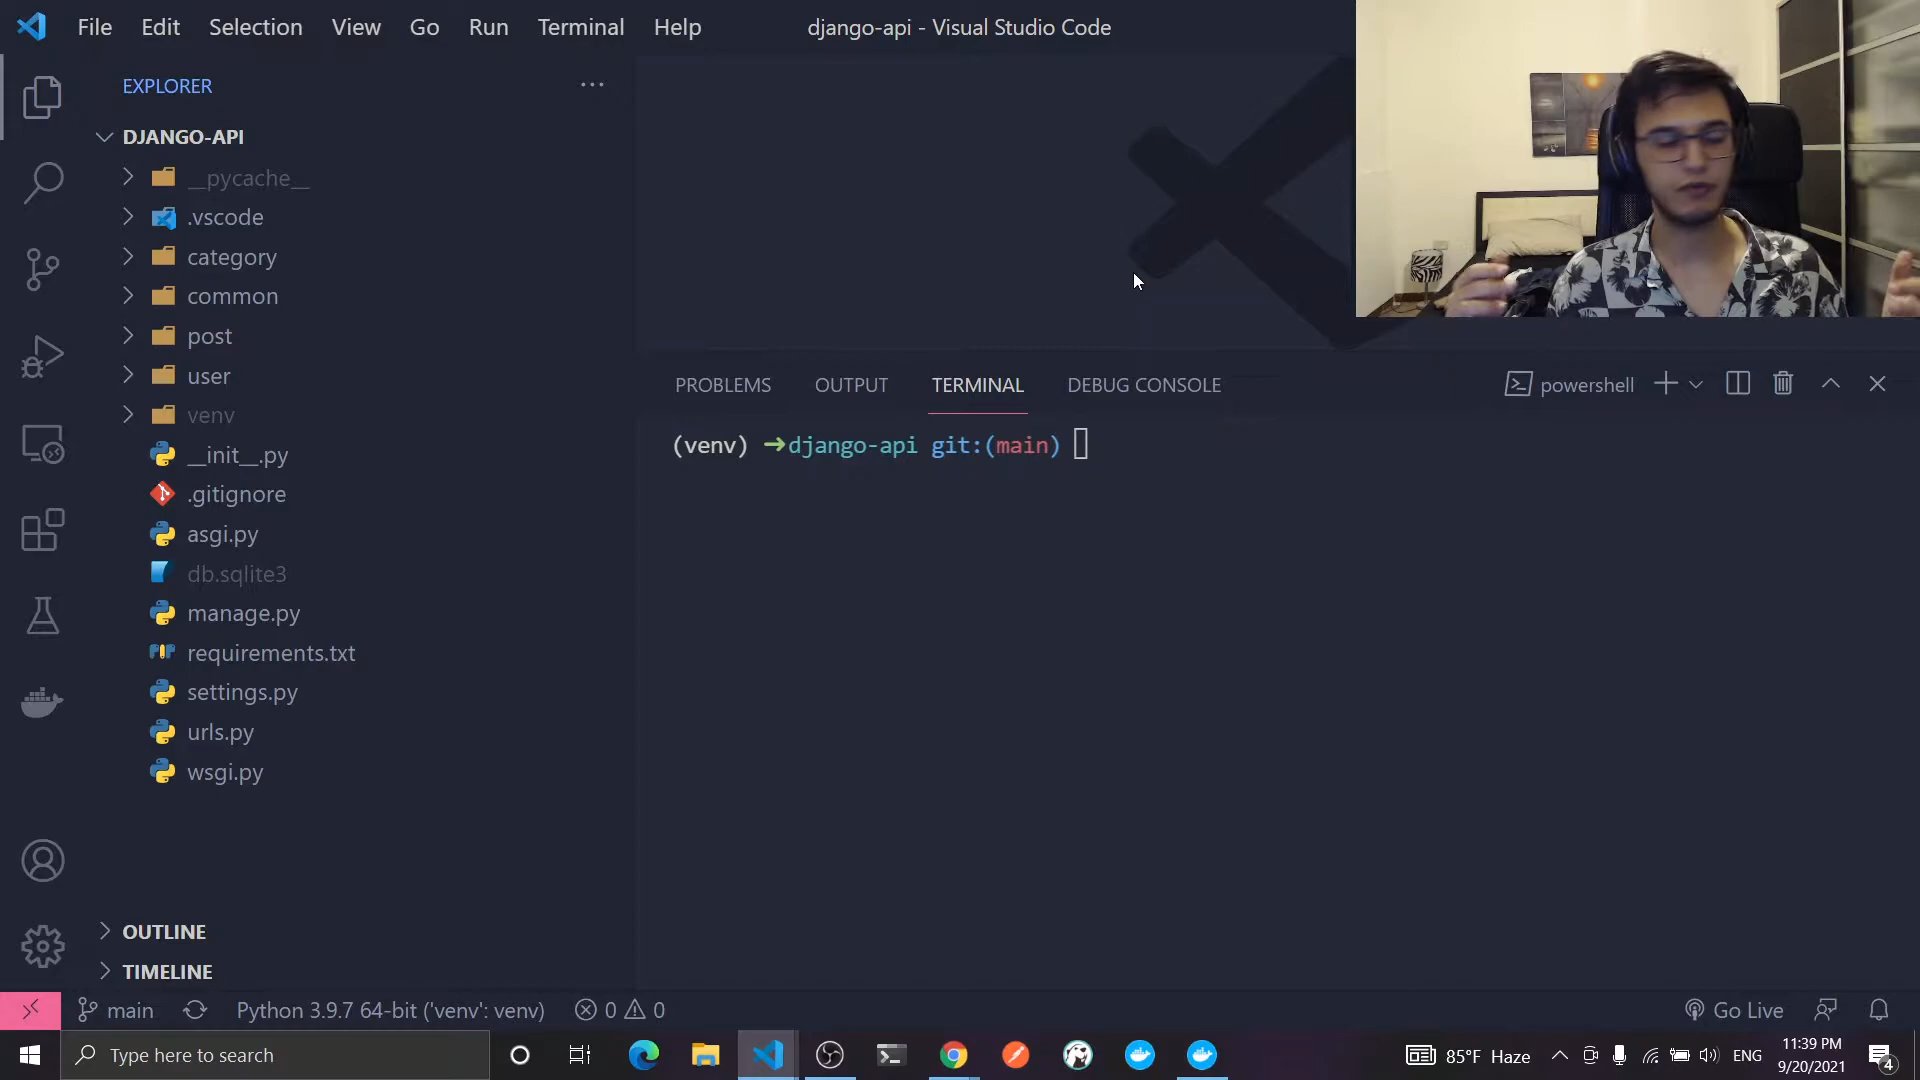 File Edit Selection View Go Run Terminal Help
django-api - Visual Studio Code
EXPLORER
DJANGO-API
__pycache__
.vscode
category
common
post
user
venv
__init__.py
.gitignore
asgi.py
db.sqlite3
manage.py
requirements.txt
settings.py
urls.py
wsgi.py
OUTLINE
TIMELINE
PROBLEMS OUTPUT TERMINAL DEBUG CONSOLE
powershell
(venv) ➜django-api git:(main)
main Python 3.9.7 64-bit ('venv': venv) 0 0
Go Live
Type here to search
85°F Haze
ENG
11:39 PM
9/20/2021
4